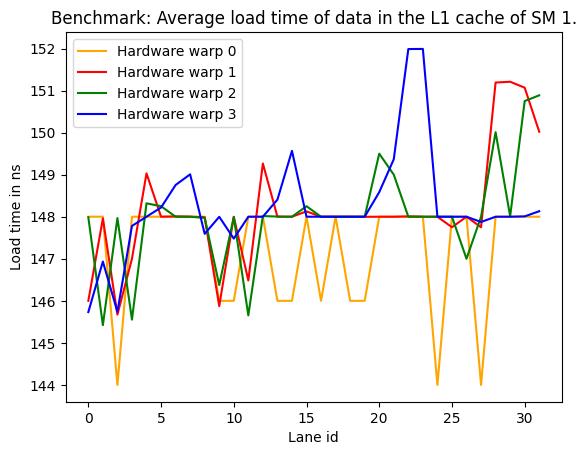 Benchmark: Average load time of data in the L1 cache of SM 1.
Hardware warp 0
Hardware warp 1
Hardware warp 2
Hardware warp 3
Load time in ns
152
151
150
149
148
147
146
145
144
0 5 10 15 20 25 30
Lane id